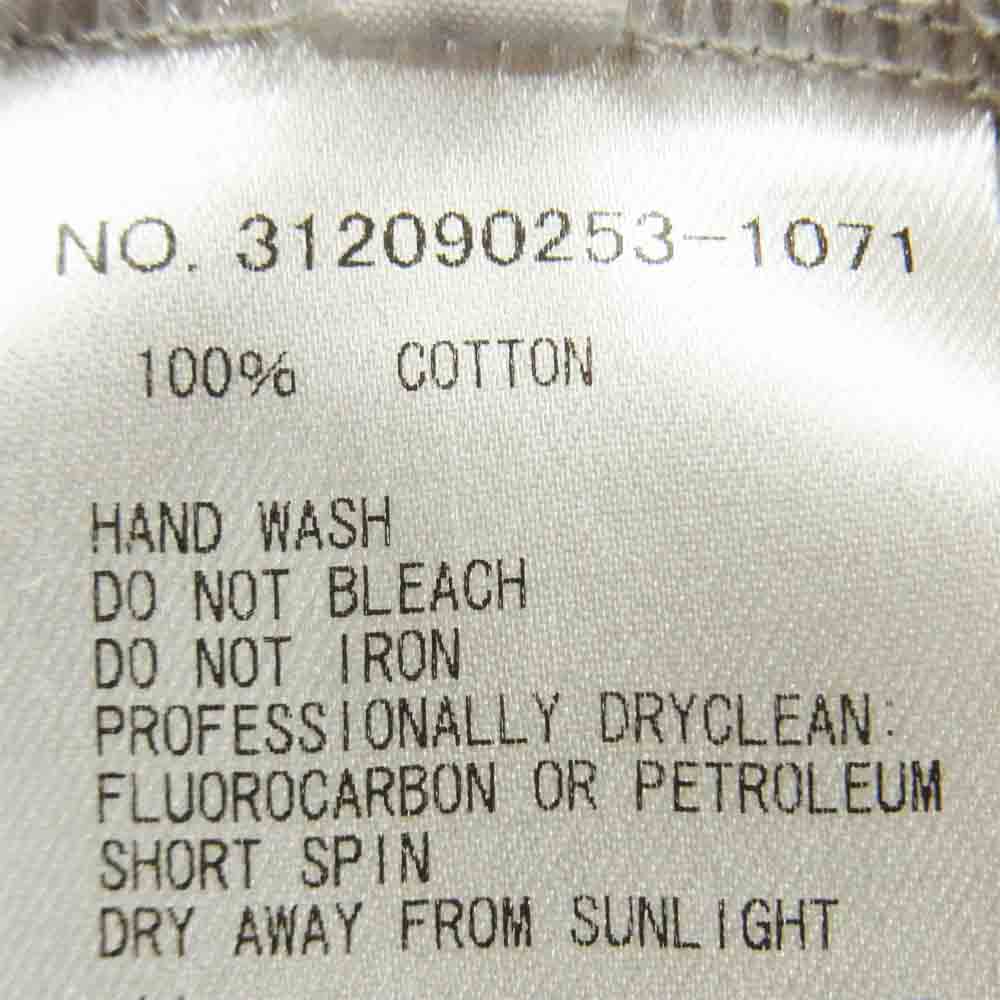 NO. 312090253-1071
100% COTTON
HAND WASH
DO NOT BLEACH
DO NOT IRON
PROFESSIONALLY DRYCLEAN:
FLUOROCARBON OR PETROLEUM
SHORT SPIN
DRY AWAY FROM SUNLIGHT